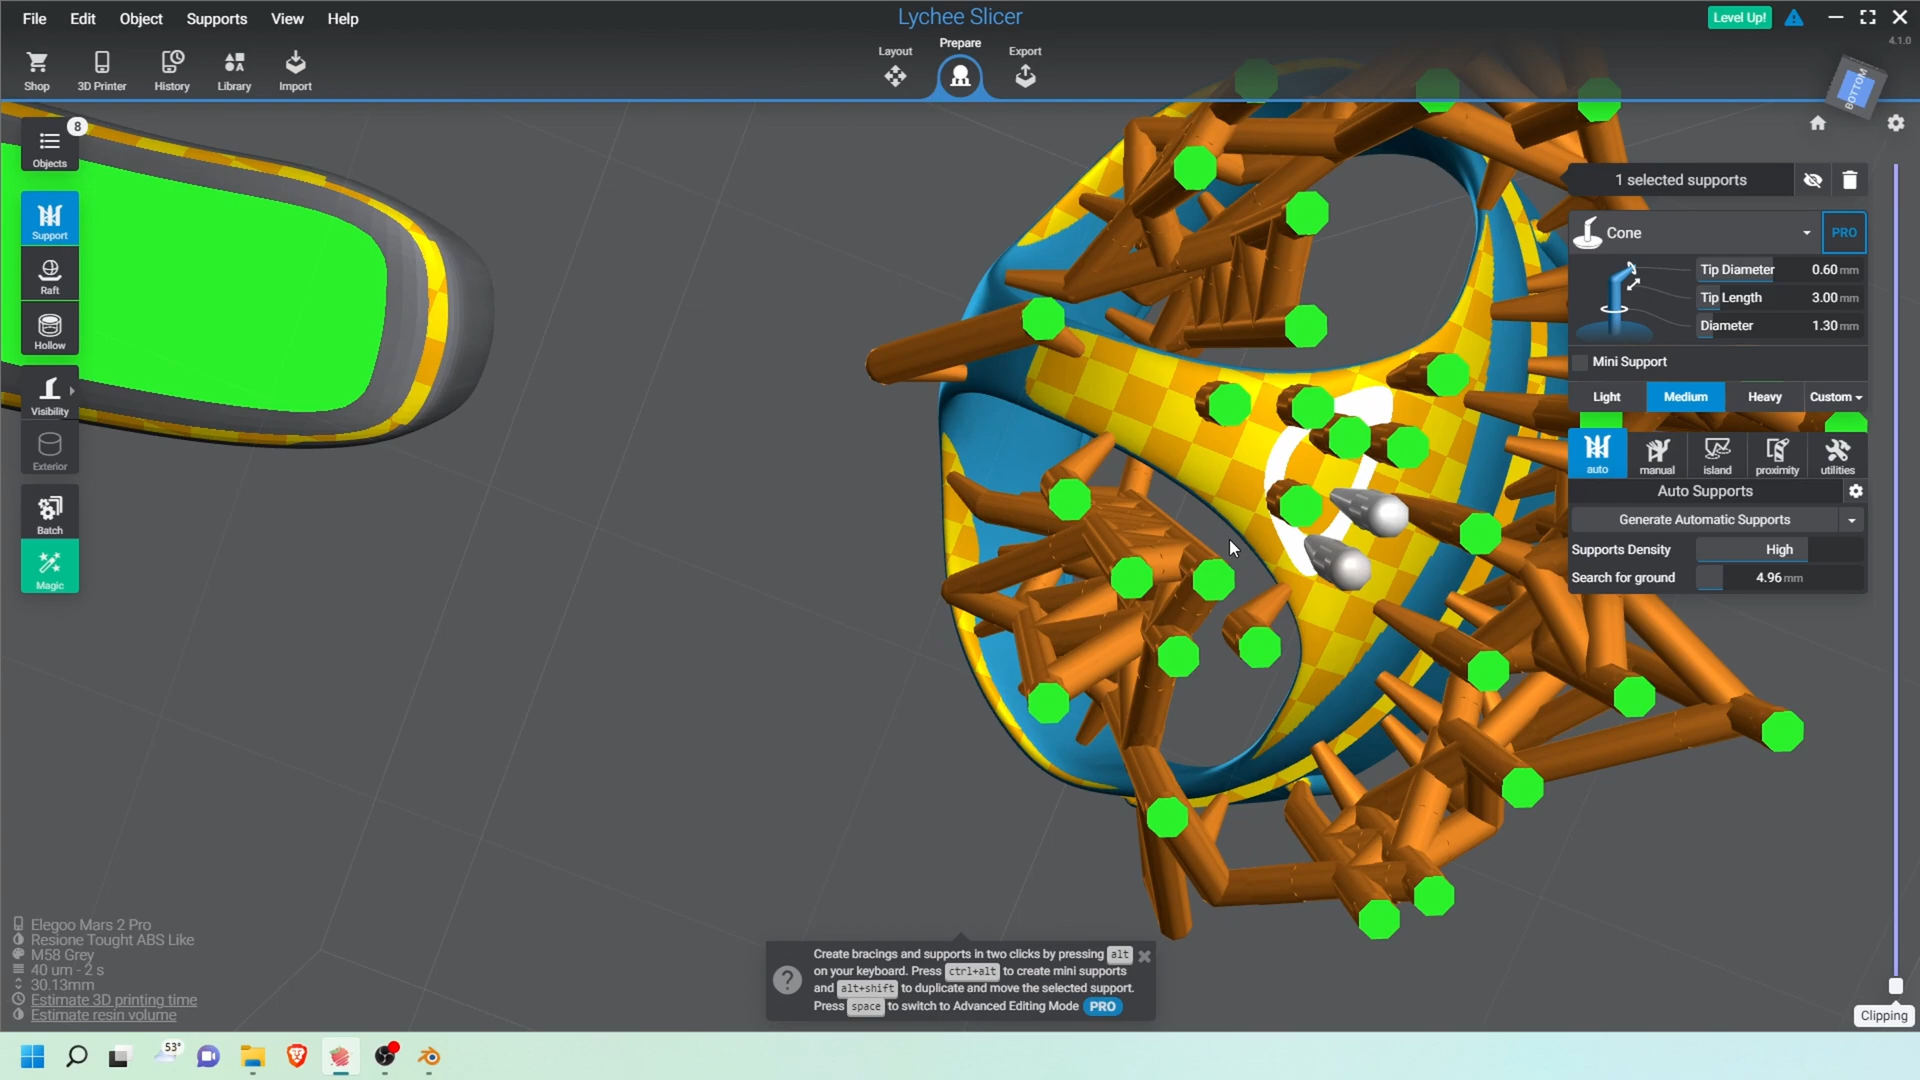 File Edit Object Supports View Help
Lychee Slicer
Level Up!
4.1.0
Shop 3D Printer History Library Import
Layout Prepare Export
BOTTOM
8
Objects
Support
Raft
Hollow
Visibility
Exterior
Batch
Magic
1 selected supports
Cone
PRO
Tip Diameter 0.60 mm
Tip Length 3.00 mm
Diameter 1.30 mm
Mini Support
Light Medium Heavy Custom
auto manual island proximity utilities
Auto Supports
Generate Automatic Supports
Supports Density High
Search for ground 4.96 mm
Elegoo Mars 2 Pro
Resione Tought ABS Like
M58 Grey
40 um - 2 s
30.13mm
Estimate 3D printing time
Estimate resin volume
?
Create bracings and supports in two clicks by pressing alt
on your keyboard. Press ctrl+alt to create mini supports
and alt+shift to duplicate and move the selected support.
Press space to switch to Advanced Editing Mode PRO
Clipping
53°